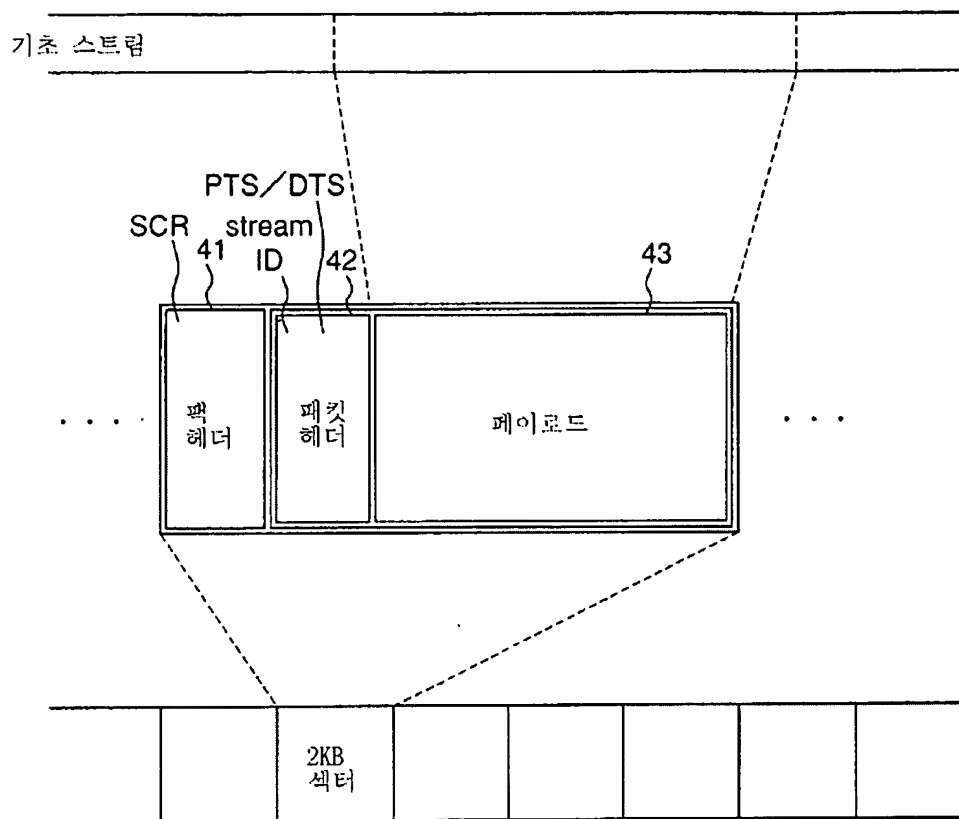 기초 스트림
PTS/DTS
SCR
stream
ID
41
42
43
팩
헤더
패킷
헤더
페이로드
· · · ·
· · ·
2KB
섹터